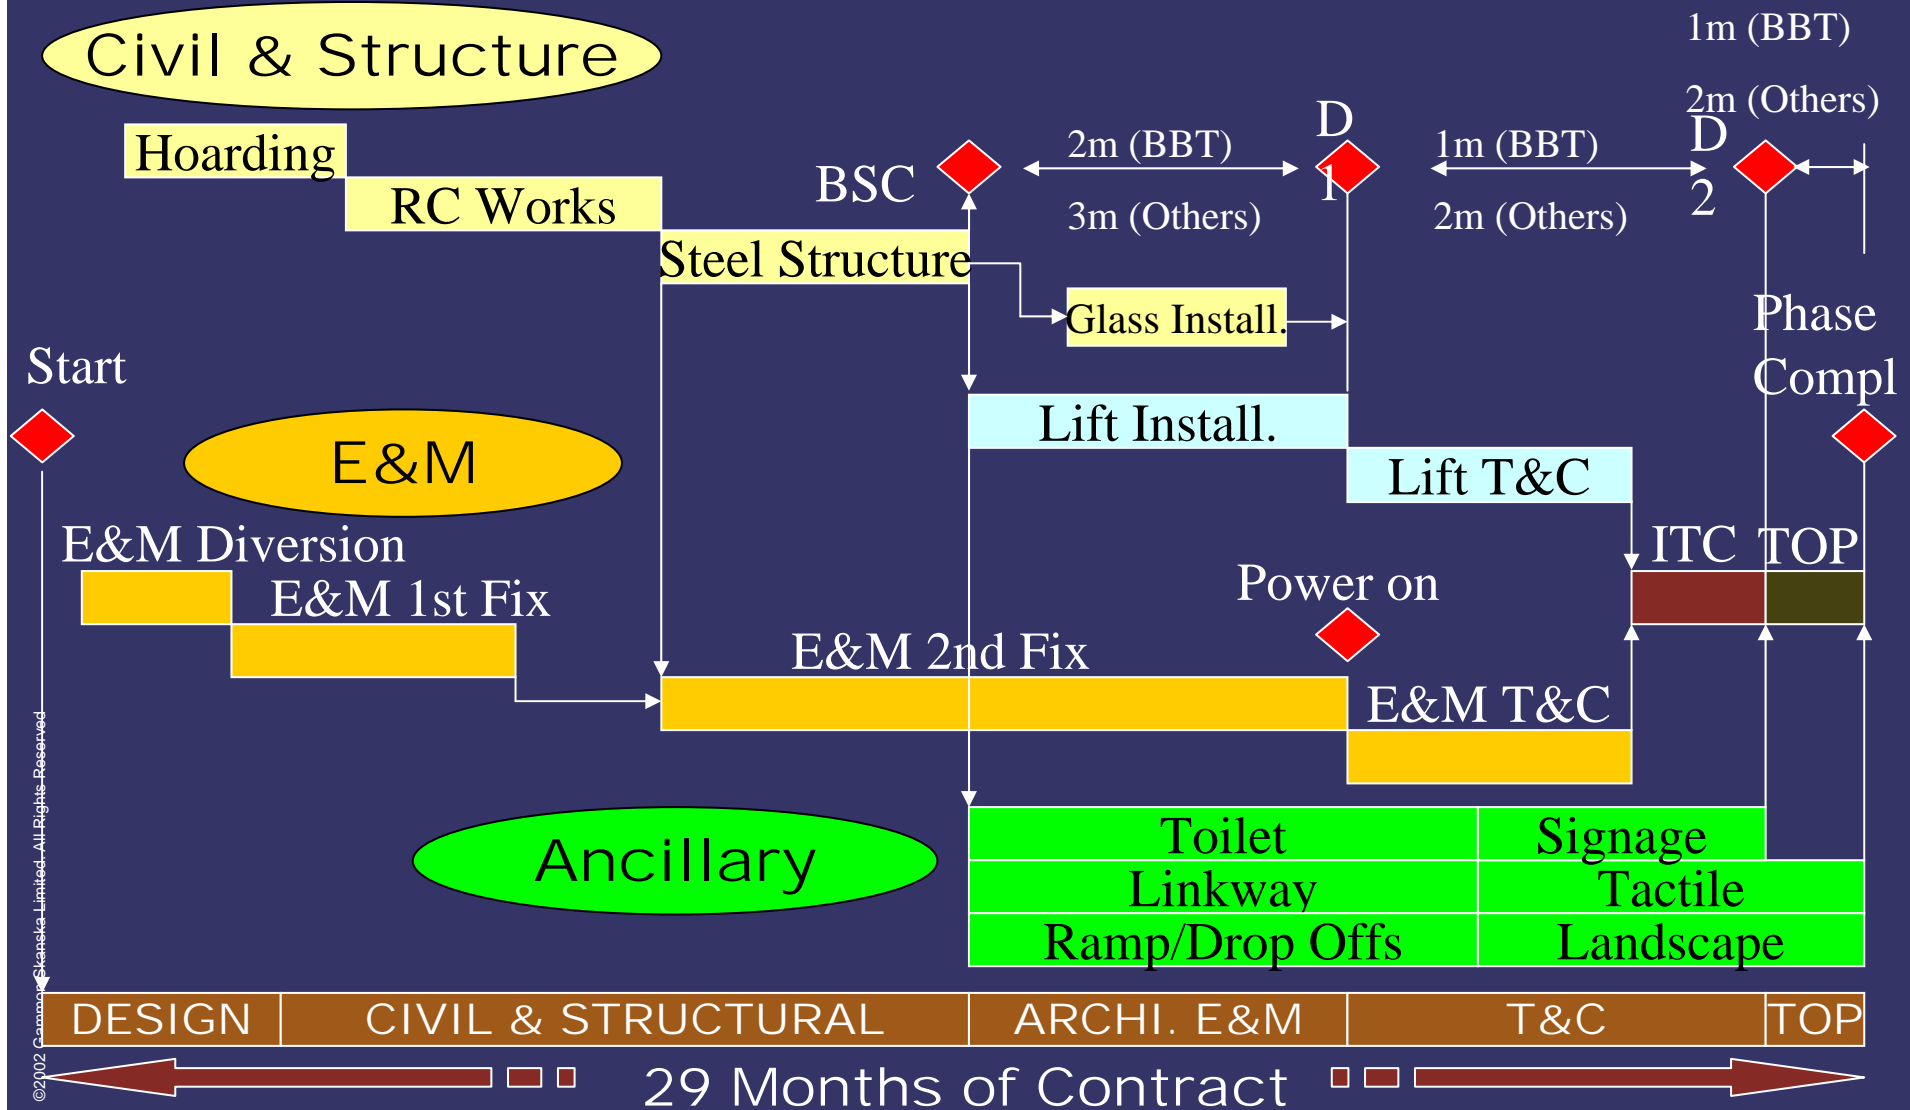 Civil & Structure
1m (BBT)
2m (Others)
Hoarding
RC Works
Steel Structure
BSC
2m (BBT)
3m (Others)
D
1
1m (BBT)
2m (Others)
D
2
Glass Install.
Phase
Compl
Start
Lift Install.
Lift T&C
E&M
E&M Diversion
E&M 1st Fix
ITC
TOP
Power on
E&M 2nd Fix
E&M T&C
Ancillary
Toilet
Signage
Linkway
Tactile
Ramp/Drop Offs
Landscape
DESIGN
CIVIL & STRUCTURAL
ARCHI. E&M
T&C
TOP
29 Months of Contract
©2002 Gammon Skanska Limited. All Rights Reserved